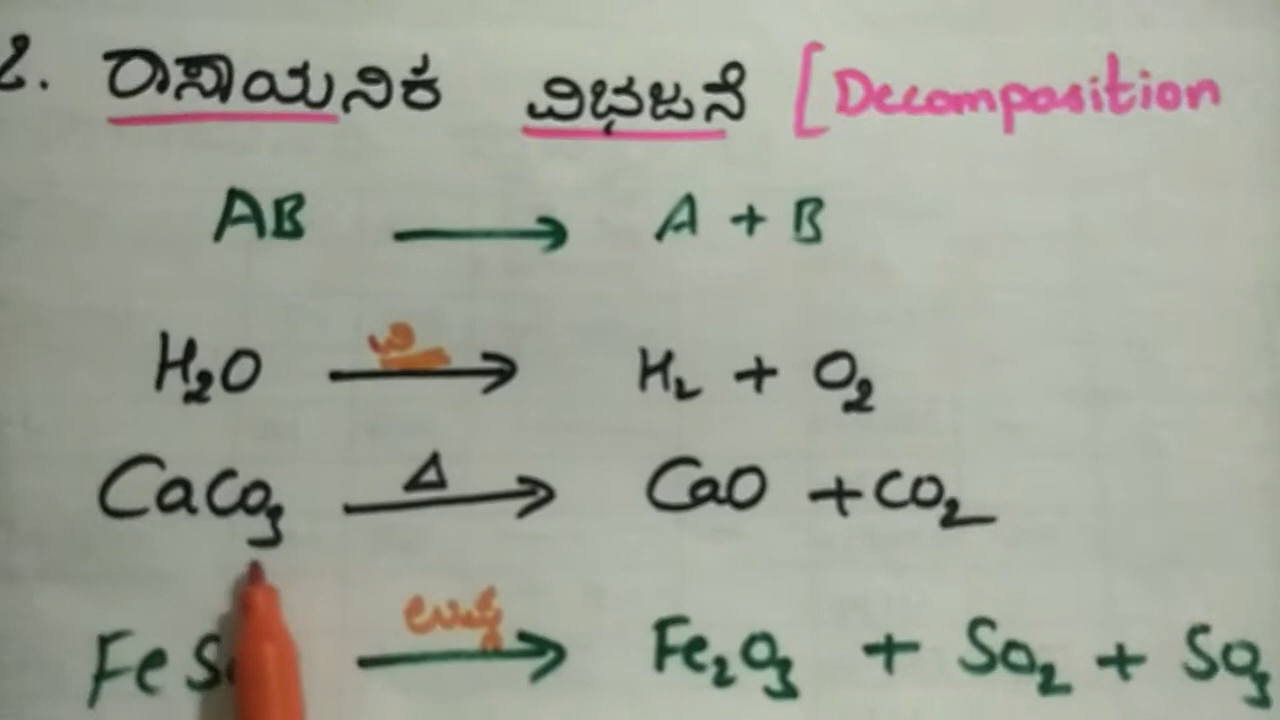 2. ರಾಸಾಯನಿಕ ವಿಭಜನೆ [Decomposition
AB → A + B
H₂O → H₂ + O₂
CaCo₃ Δ→ CaO + CO₂
Fe → Fe₂O₃ + So₂ + SO₃